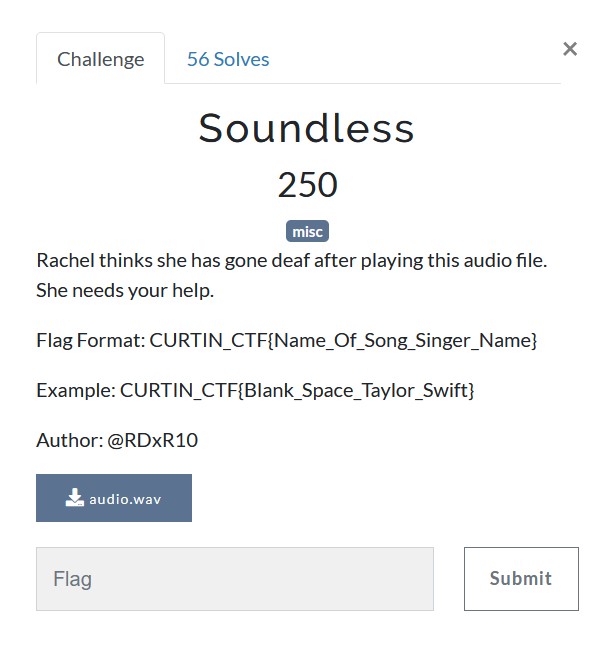 Challenge
56 Solves
×
Soundless
250
misc
Rachel thinks she has gone deaf after playing this audio file.
She needs your help.
Flag Format: CURTIN_CTF{Name_Of_Song_Singer_Name}
Example: CURTIN_CTF{Blank_Space_Taylor_Swift}
Author: @RDxR10
audio.wav
Flag
Submit